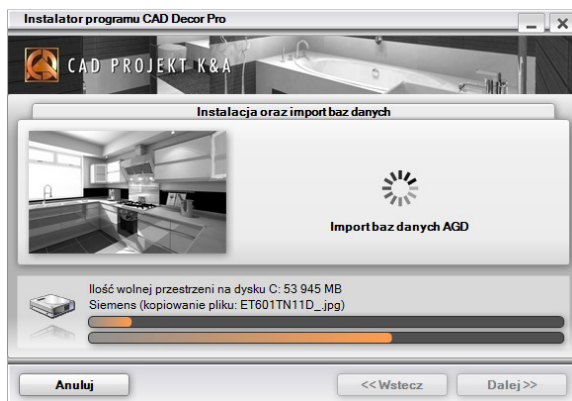 Instalator programu CAD Decor Pro
CAD PROJEKT K&A
Instalacja oraz import baz danych
Import baz danych AGD
Ilość wolnej przestrzeni na dysku C: 53 945 MB
Siemens (kopiowanie pliku: ET601TN11D_.jpg)
Anuluj
<< Wstecz
Dalej >>